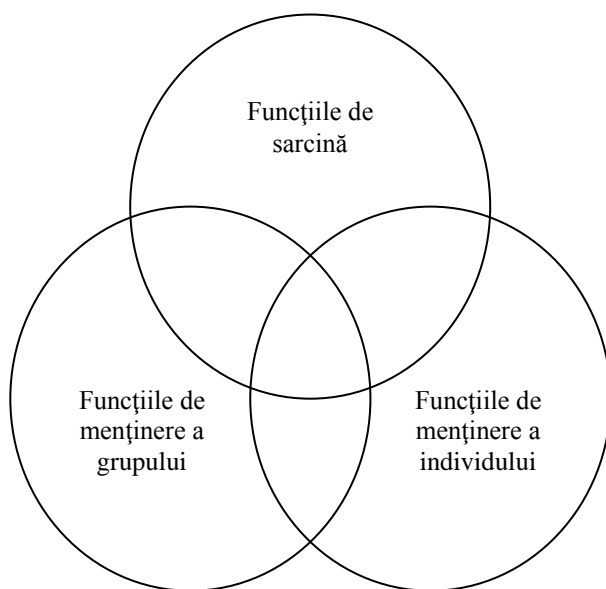 Funcţiile de
sarcină
Funcţiile de
menţinere a
grupului
Funcţiile de
menţinere a
individului